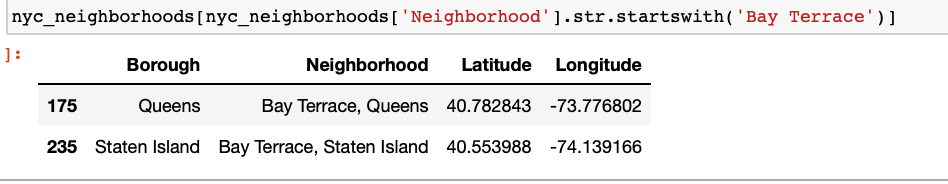 nyc_neighborhoods[nyc_neighborhoods['Neighborhood'].str.startswith('Bay Terrace')]
]:
Borough Neighborhood Latitude Longitude
175 Queens Bay Terrace, Queens 40.782843 -73.776802
235 Staten Island Bay Terrace, Staten Island 40.553988 -74.139166